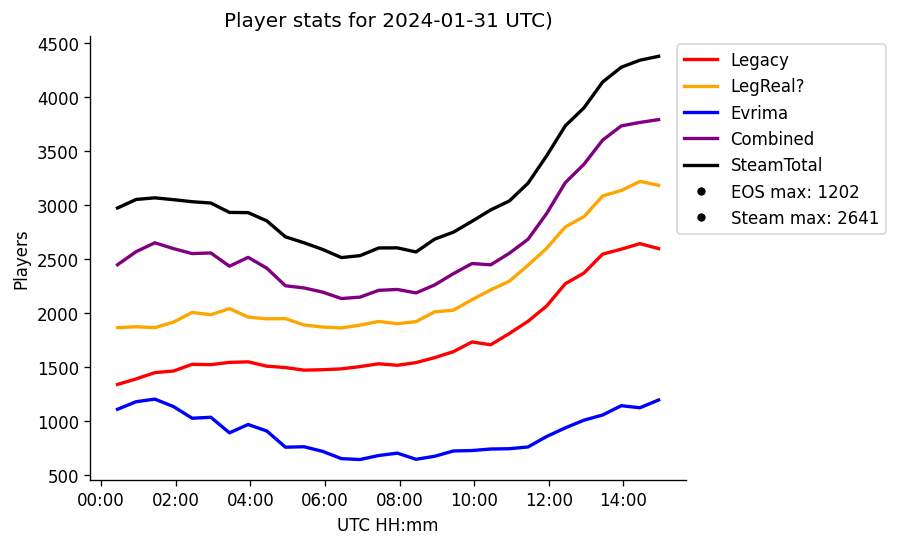 Player stats for 2024-01-31 UTC)
4500
4000
3500
3000
2500
2000
1500
1000
500
Players
00:00 02:00 04:00 06:00 08:00 10:00 12:00 14:00
UTC HH:mm
Legacy
LegReal?
Evrima
Combined
SteamTotal
EOS max: 1202
Steam max: 2641